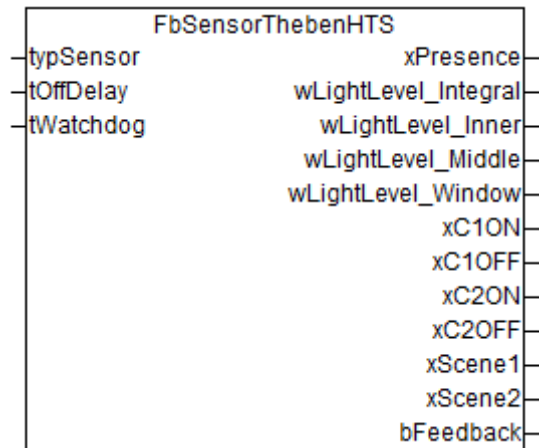 FbSensorThebenHTS
typSensor xPresence
tOffDelay wLightLevel_Integral
tWatchdog wLightLevel_Inner
wLightLevel_Middle
wLightLevel_Window
xC1ON
xC1OFF
xC2ON
xC2OFF
xScene1
xScene2
bFeedback